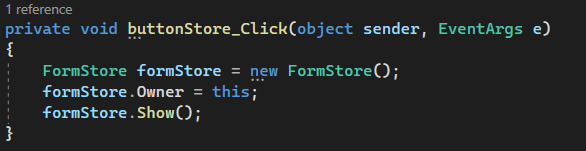 1 reference
private void buttonStore_Click(object sender, EventArgs e)
{
    FormStore formStore = new FormStore();
    formStore.Owner = this;
    formStore.Show();
}